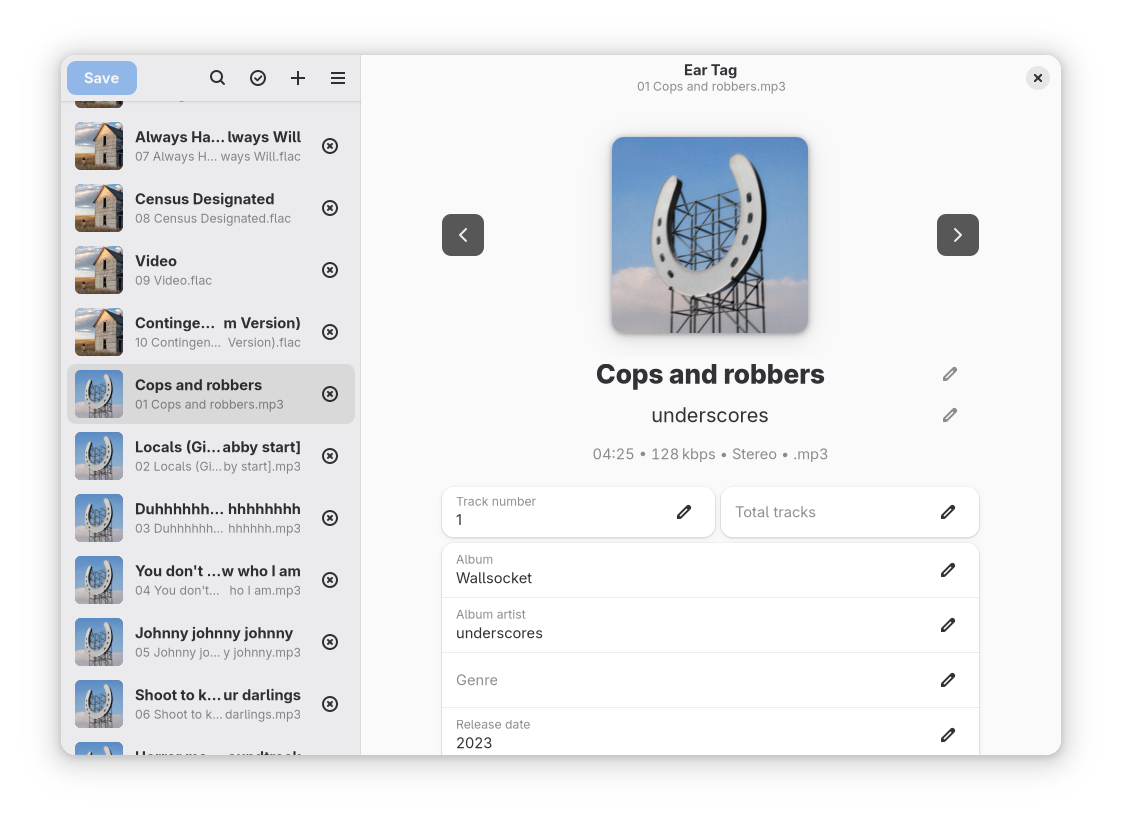 Save
Always Ha… lways Will
07 Always H… ways Will.flac
Census Designated
08 Census Designated.flac
Video
09 Video.flac
Continge… m Version)
10 Contingen… Version).flac
Cops and robbers
01 Cops and robbers.mp3
Locals (Gi…abby start]
02 Locals (Gi…by start].mp3
Duhhhhhh… hhhhhhhh
03 Duhhhhhh… hhhhhh.mp3
You don't …w who I am
04 You don't… ho I am.mp3
Johnny johnny johnny
05 Johnny jo… y johnny.mp3
Shoot to k…ur darlings
06 Shoot to k…darlings.mp3
Ear Tag
01 Cops and robbers.mp3
Cops and robbers
underscores
04:25 • 128 kbps • Stereo • .mp3
Track number
1
Total tracks
Album
Wallsocket
Album artist
underscores
Genre
Release date
2023